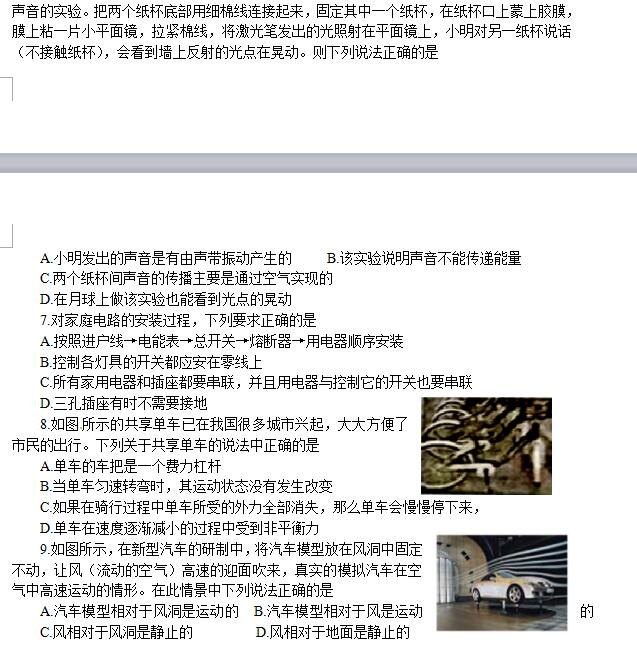 声音的实验。把两个纸杯底部用细棉线连接起来，固定其中一个纸杯，在纸杯口上蒙上胶膜，
膜上粘一片小平面镜，拉紧棉线，将激光笔发出的光照射在平面镜上，小明对另一纸杯说话
（不接触纸杯），会看到墙上反射的光点在晃动。则下列说法正确的是
A.小明发出的声音是有由声带振动产生的 B.该实验说明声音不能传递能量
C.两个纸杯间声音的传播主要是通过空气实现的
D.在月球上做该实验也能看到光点的晃动
7.对家庭电路的安装过程，下列要求正确的是
A.按照进户线→电能表→总开关→熔断器→用电器顺序安装
B.控制各灯具的开关都应安在零线上
C.所有家用电器和插座都要串联，并且用电器与控制它的开关也要串联
D.三孔插座有时不需要接地
8.如图所示的共享单车已在我国很多城市兴起，大大方便了
市民的出行。下列关于共享单车的说法中正确的是
A.单车的车把是一个费力杠杆
B.当单车匀速转弯时，其运动状态没有发生改变
C.如果在骑行过程中单车所受的外力全部消失，那么单车会慢慢停下来，
D.单车在速度逐渐减小的过程中受到非平衡力
9.如图所示，在新型汽车的研制中，将汽车模型放在风洞中固定
不动，让风（流动的空气）高速的迎面吹来，真实的模拟汽车在空
气中高速运动的情形。在此情景中下列说法正确的是
A.汽车模型相对于风洞是运动的 B.汽车模型相对于风是运动 的
C.风相对于风洞是静止的 D.风相对于地面是静止的